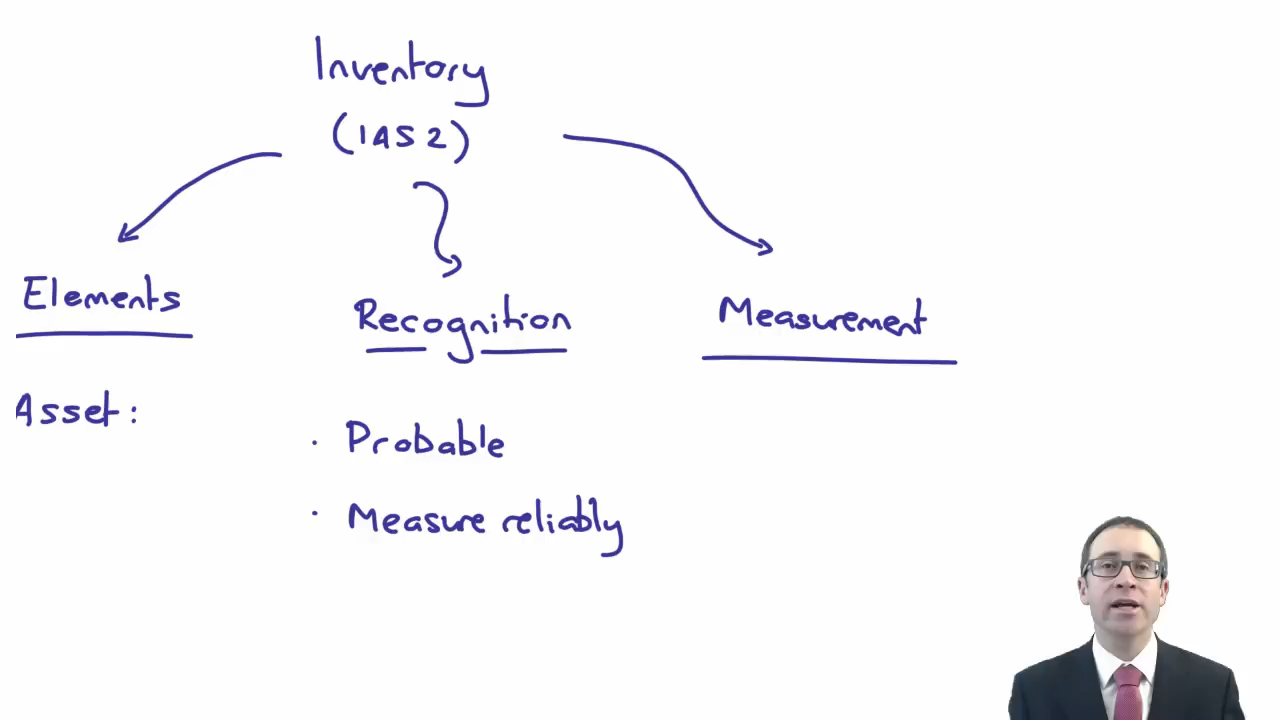 Inventory
(IAS 2)
Elements
Recognition
Measurement
Asset:
· Probable
· Measure reliably